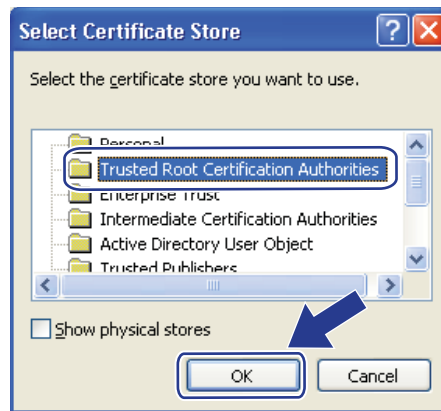 Select Certificate Store
Select the certificate store you want to use.
Personal
Trusted Root Certification Authorities
Enterprise Trust
Intermediate Certification Authorities
Active Directory User Object
Trusted Publishers
Show physical stores
OK
Cancel